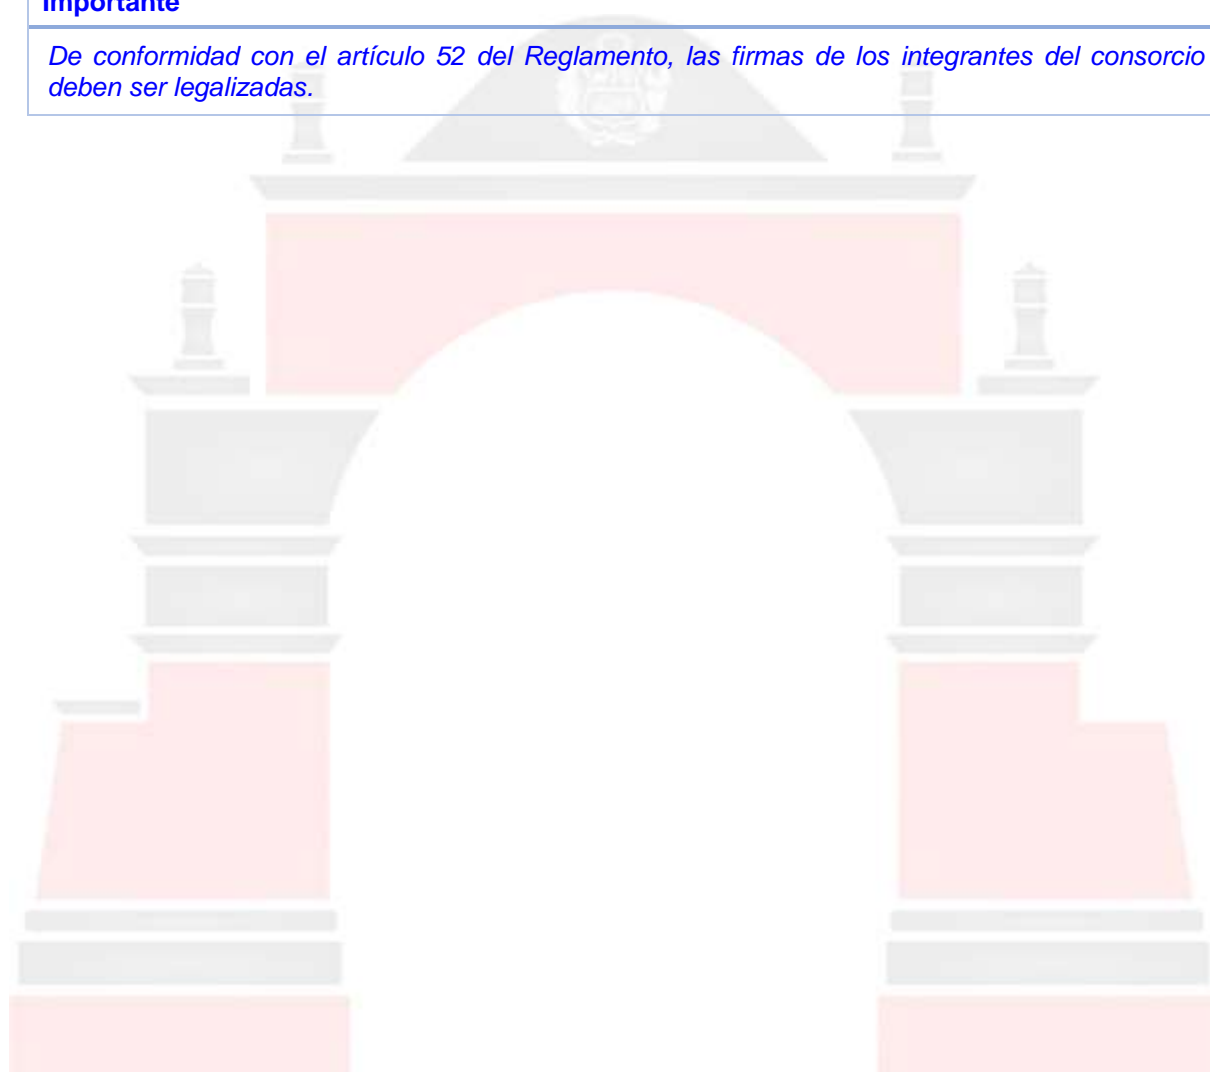 Importante
De conformidad con el artículo 52 del Reglamento, las firmas de los integrantes del consorcio
deben ser legalizadas.